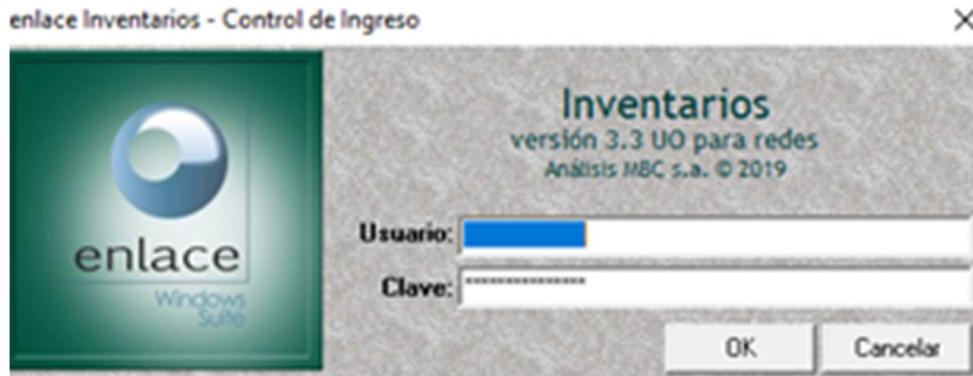 enlace Inventarios - Control de Ingreso
enlace
Windows
Suite
Inventarios
versión 3.3 UO para redes
Análisis MBC s.a. © 2019
Usuario:
Clave: ---------------
OK
Cancelar